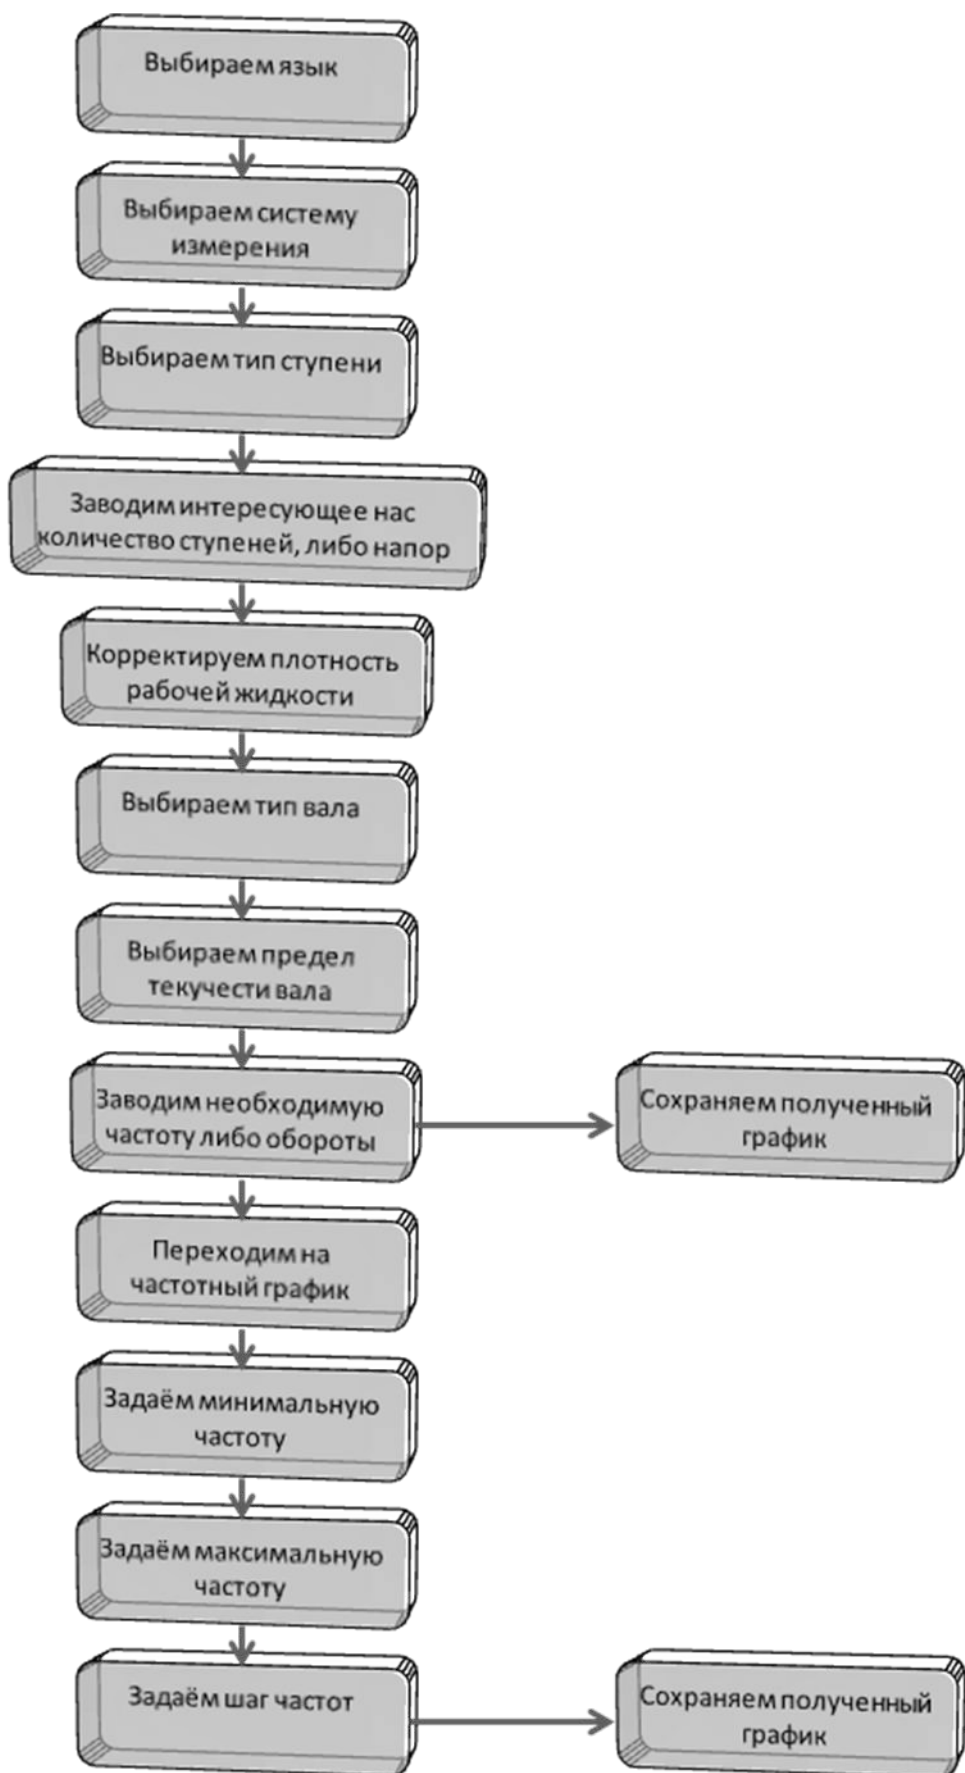 Выбираем язык
Выбираем систему
измерения
Выбираем тип ступени
Заводим интересующее нас
количество ступеней, либо напор
Корректируем плотность
рабочей жидкости
Выбираем тип вала
Выбираем предел
текучести вала
Заводим необходимую
частоту либо обороты
Сохраняем полученный
график
Переходим на
частотный график
Задаём минимальную
частоту
Задаём максимальную
частоту
Задаём шаг частот
Сохраняем полученный
график